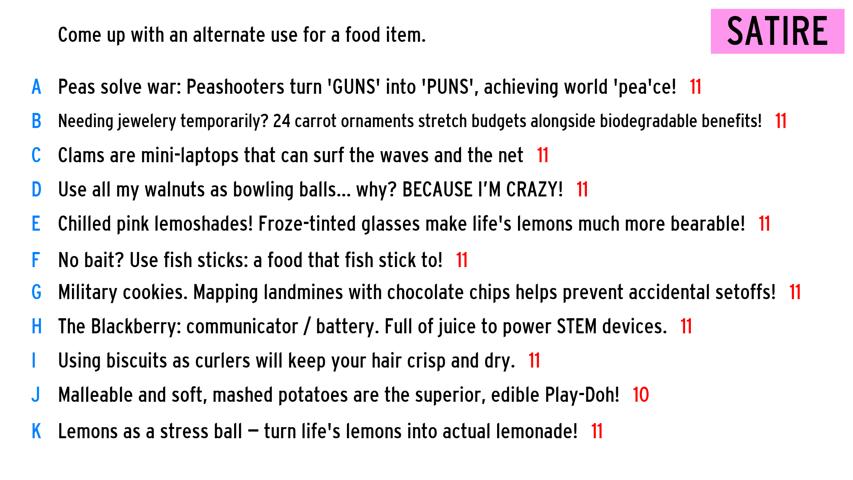 Come up with an alternate use for a food item.
SATIRE
A Peas solve war: Peashooters turn 'GUNS' into 'PUNS', achieving world 'pea'ce! 11
B Needing jewelery temporarily? 24 carrot ornaments stretch budgets alongside biodegradable benefits! 11
C Clams are mini-laptops that can surf the waves and the net 11
D Use all my walnuts as bowling balls... why? BECAUSE I'M CRAZY! 11
E Chilled pink lemoshades! Froze-tinted glasses make life's lemons much more bearable! 11
F No bait? Use fish sticks: a food that fish stick to! 11
G Military cookies. Mapping landmines with chocolate chips helps prevent accidental setoffs! 11
H The Blackberry: communicator / battery. Full of juice to power STEM devices. 11
I Using biscuits as curlers will keep your hair crisp and dry. 11
J Malleable and soft, mashed potatoes are the superior, edible Play-Doh! 10
K Lemons as a stress ball – turn life's lemons into actual lemonade! 11